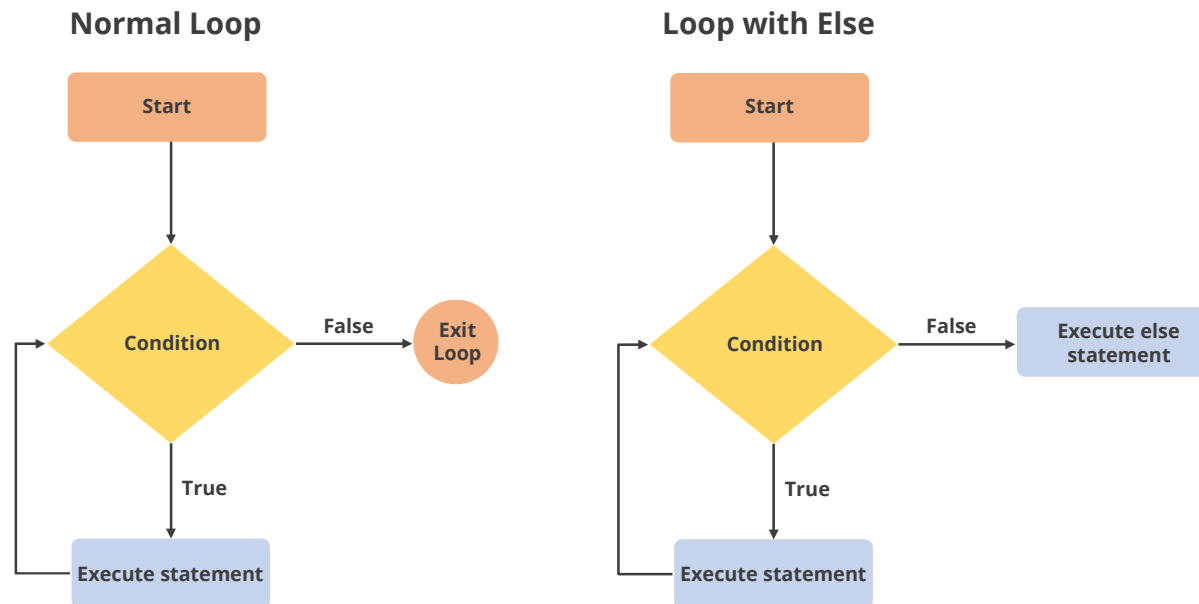 Normal Loop
Start
Condition
False
Exit
Loop
True
Execute statement
Loop with Else
Start
Condition
False
Execute else
statement
True
Execute statement